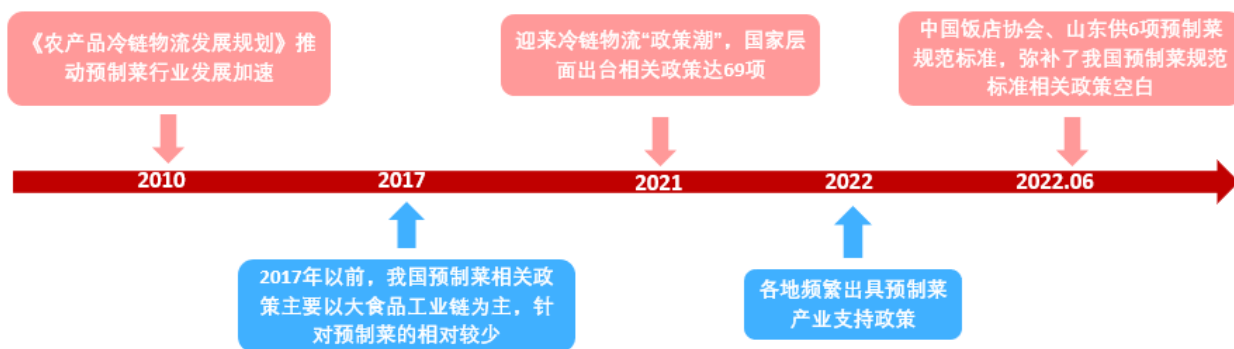 《农产品冷链物流发展规划》推
动预制菜行业发展加速
迎来冷链物流“政策潮”，国家层
面出台相关政策达69项
中国饭店协会、山东供6项预制菜
规范标准，弥补了我国预制菜规范
标准相关政策空白
2010
2017
2021
2022
2022.06
2017年以前，我国预制菜相关政
策主要以大食品工业链为主，针
对预制菜的相对较少
各地频繁出具预制菜
产业支持政策